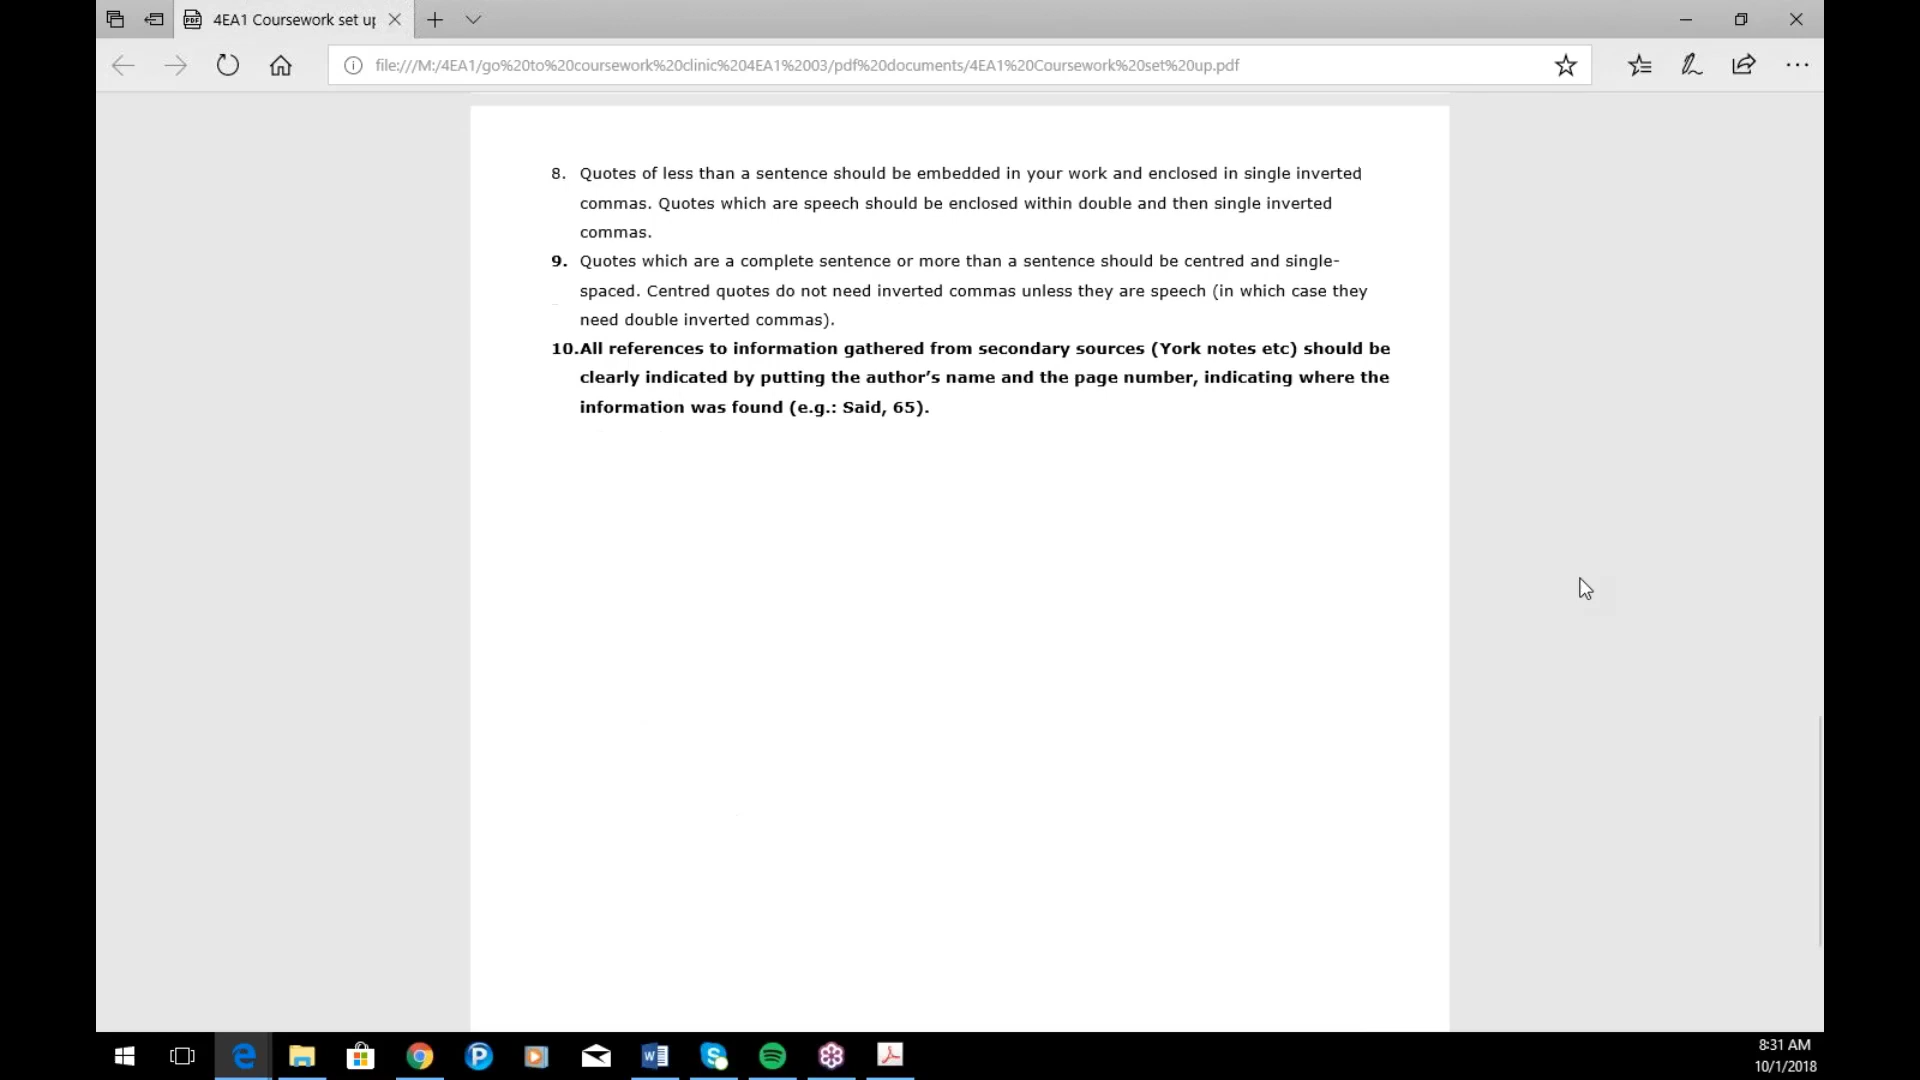 4EA1 Coursework set up
file:///M:/4EA1/go%20to%20coursework%20clinic%204EA1%2003/pdf%20documents/4EA1%20Coursework%20set%20up.pdf
8. Quotes of less than a sentence should be embedded in your work and enclosed in single inverted
commas. Quotes which are speech should be enclosed within double and then single inverted
commas.
9. Quotes which are a complete sentence or more than a sentence should be centred and single-
spaced. Centred quotes do not need inverted commas unless they are speech (in which case they
need double inverted commas).
10.All references to information gathered from secondary sources (York notes etc) should be
clearly indicated by putting the author’s name and the page number, indicating where the
information was found (e.g.: Said, 65).
8:31 AM
10/1/2018